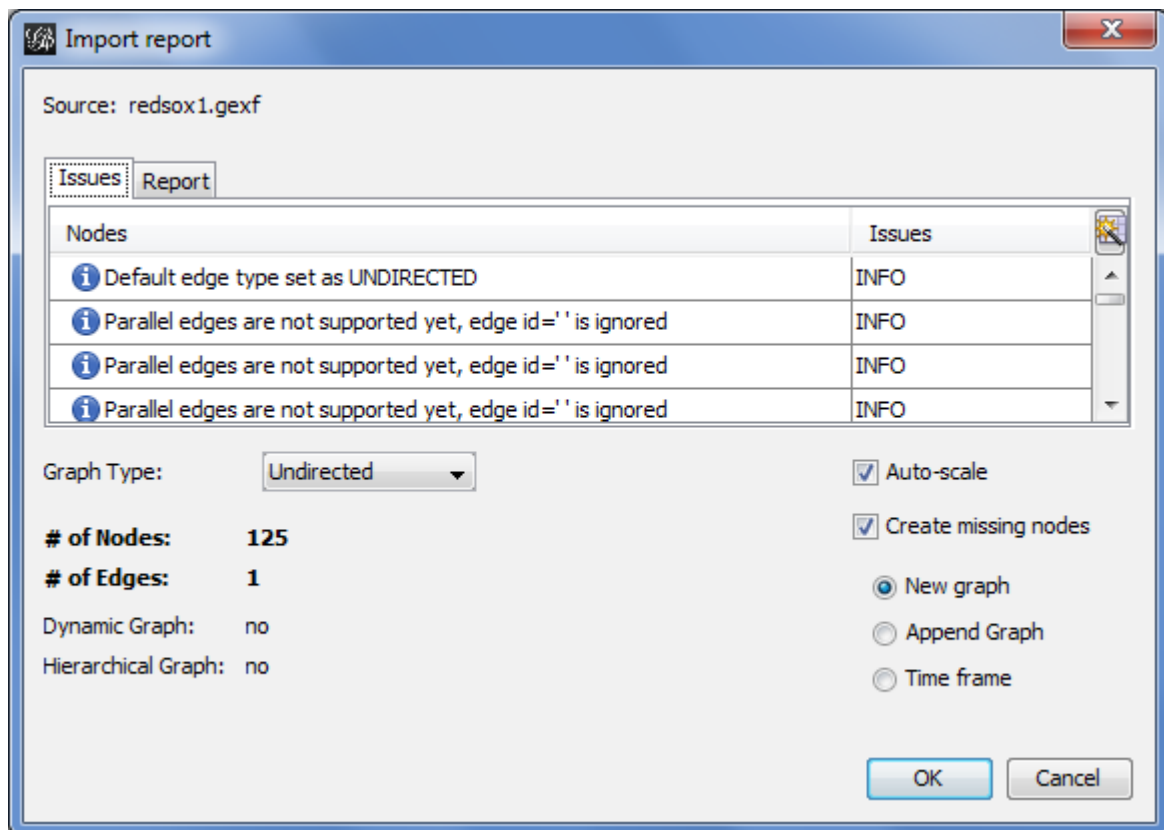 Import report
Source: redsox1.gexf
Issues Report
Nodes Issues
Default edge type set as UNDIRECTED INFO
Parallel edges are not supported yet, edge id=' ' is ignored INFO
Parallel edges are not supported yet, edge id=' ' is ignored INFO
Parallel edges are not supported yet, edge id=' ' is ignored INFO
Graph Type: Undirected Auto-scale
# of Nodes: 125 Create missing nodes
# of Edges: 1 New graph
Dynamic Graph: no Append Graph
Hierarchical Graph: no Time frame
OK Cancel